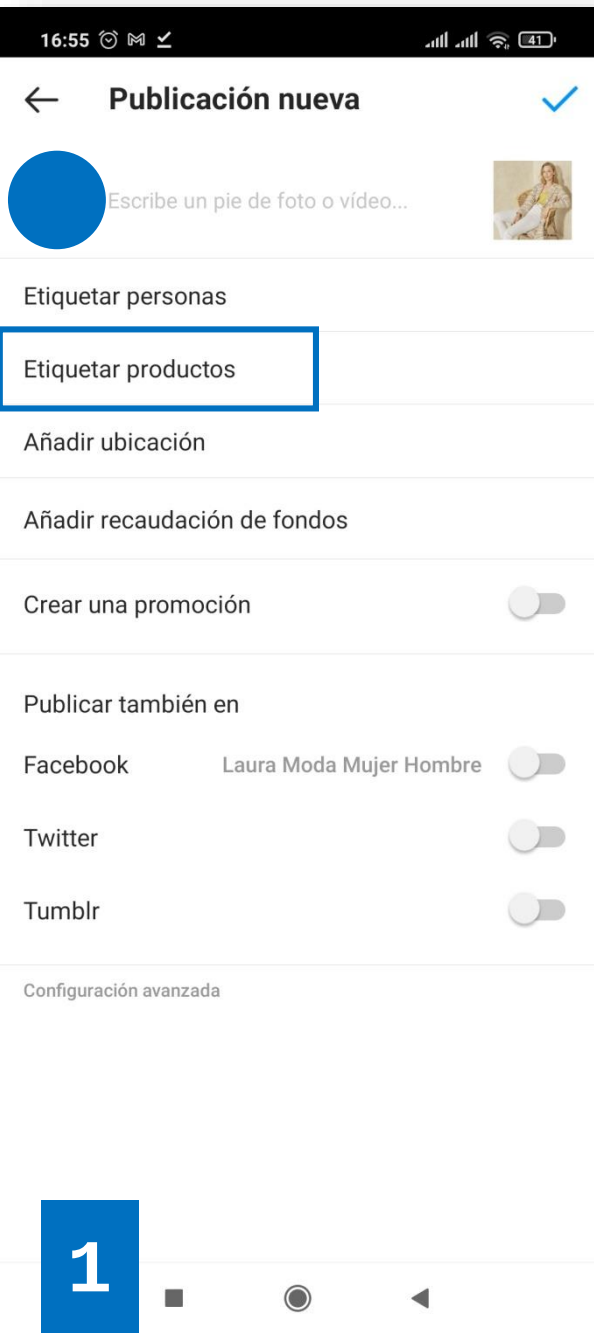 16:55
41
Publicación nueva
Escribe un pie de foto o vídeo...
Etiquetar personas
Etiquetar productos
Añadir ubicación
Añadir recaudación de fondos
Crear una promoción
Publicar también en
Facebook Laura Moda Mujer Hombre
Twitter
Tumblr
Configuración avanzada
1